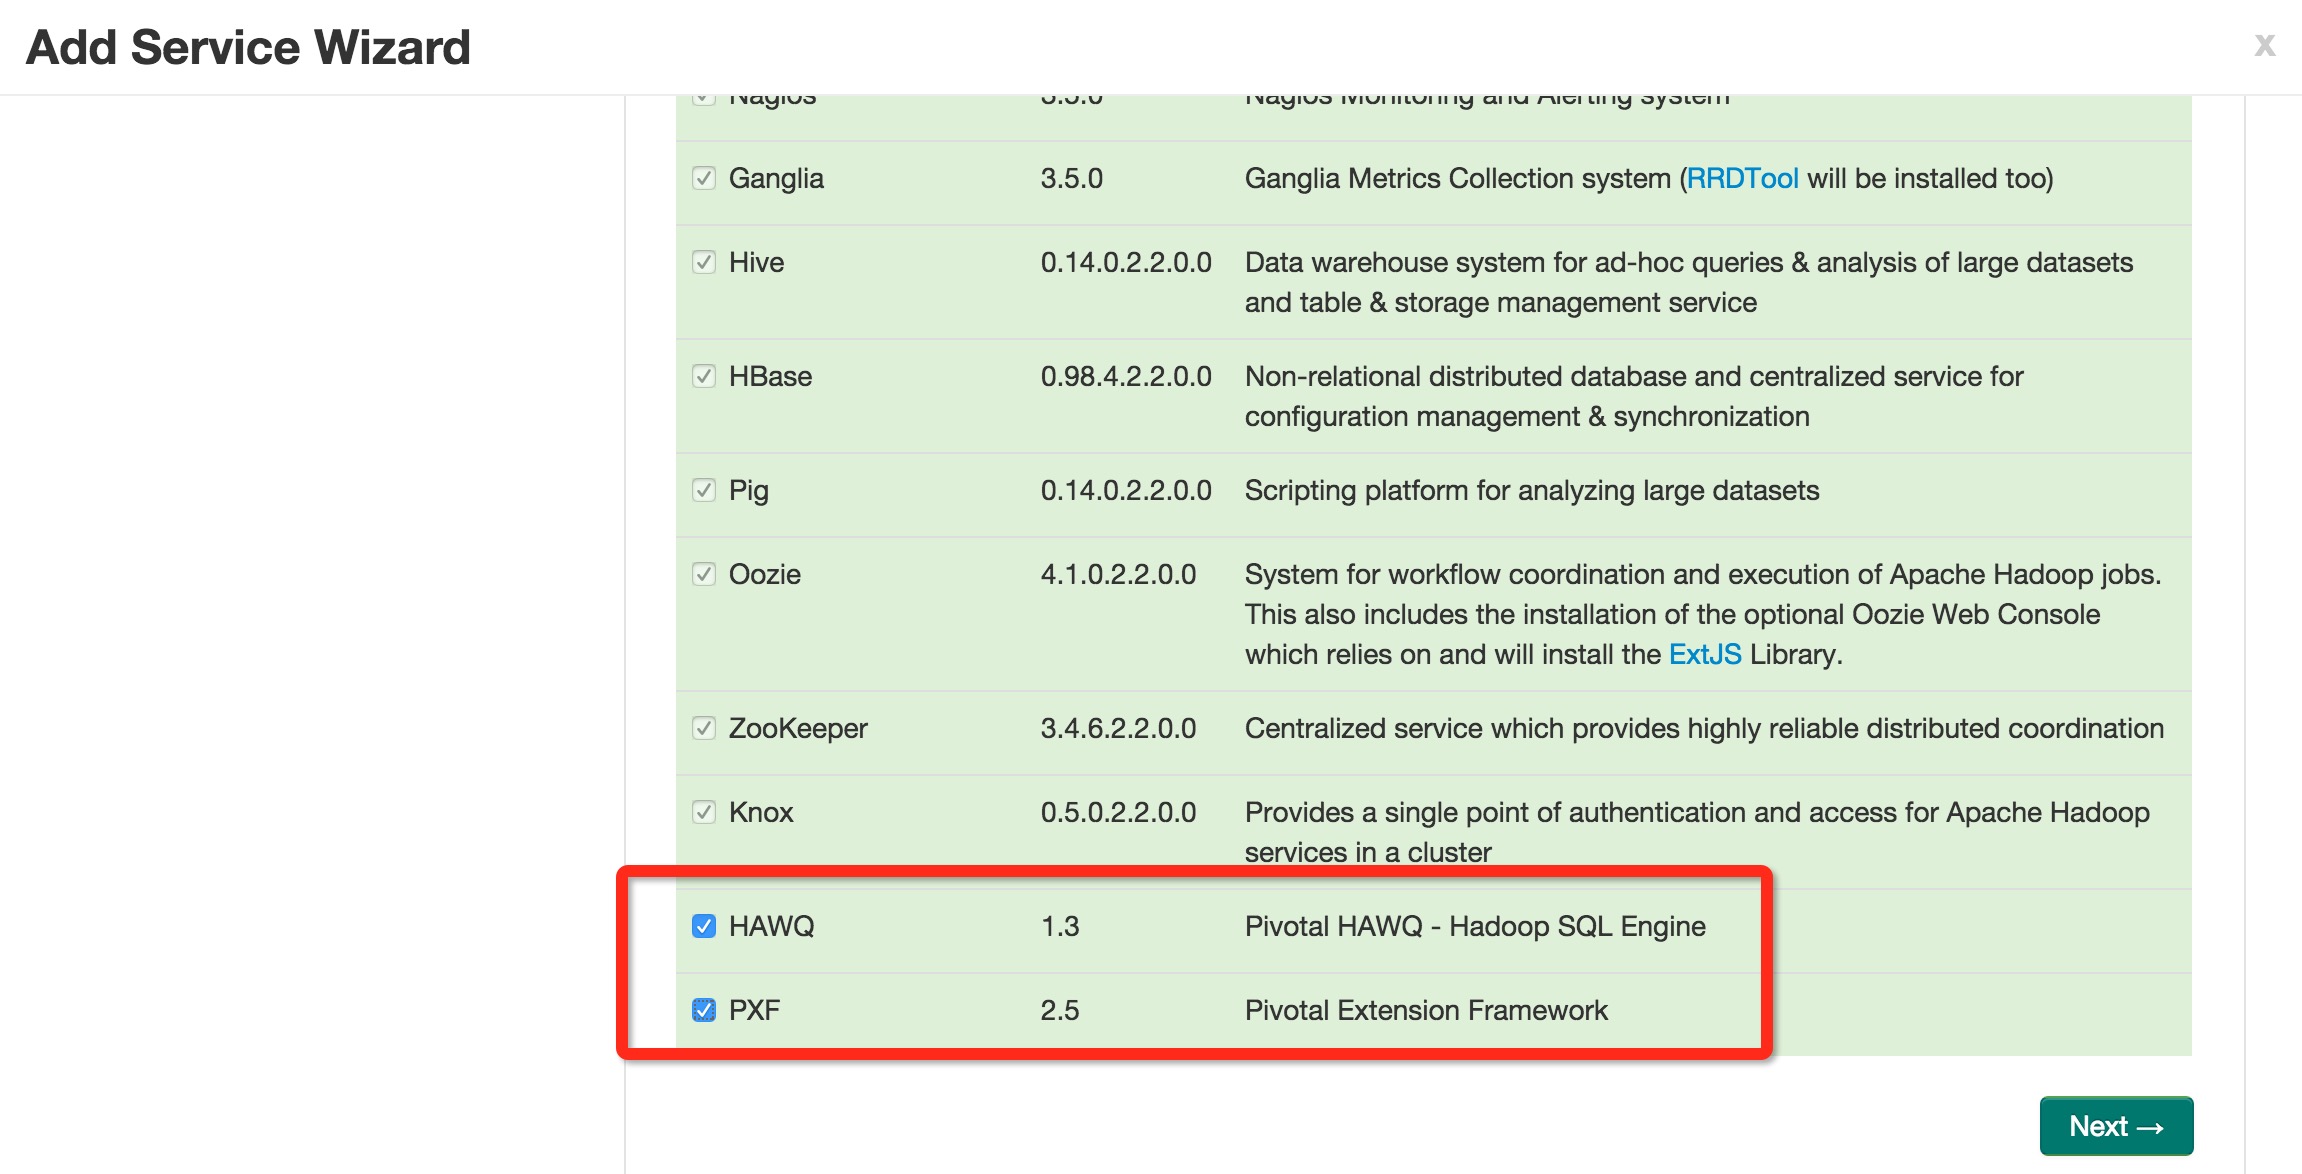 Add Service Wizard
x
Nagios 3.5.0 Nagios Monitoring and Alerting system
Ganglia 3.5.0 Ganglia Metrics Collection system (RRDTool will be installed too)
Hive 0.14.0.2.2.0.0 Data warehouse system for ad-hoc queries & analysis of large datasets
and table & storage management service
HBase 0.98.4.2.2.0.0 Non-relational distributed database and centralized service for
configuration management & synchronization
Pig 0.14.0.2.2.0.0 Scripting platform for analyzing large datasets
Oozie 4.1.0.2.2.0.0 System for workflow coordination and execution of Apache Hadoop jobs.
This also includes the installation of the optional Oozie Web Console
which relies on and will install the ExtJS Library.
ZooKeeper 3.4.6.2.2.0.0 Centralized service which provides highly reliable distributed coordination
Knox 0.5.0.2.2.0.0 Provides a single point of authentication and access for Apache Hadoop
services in a cluster
HAWQ 1.3 Pivotal HAWQ - Hadoop SQL Engine
PXF 2.5 Pivotal Extension Framework
Next →